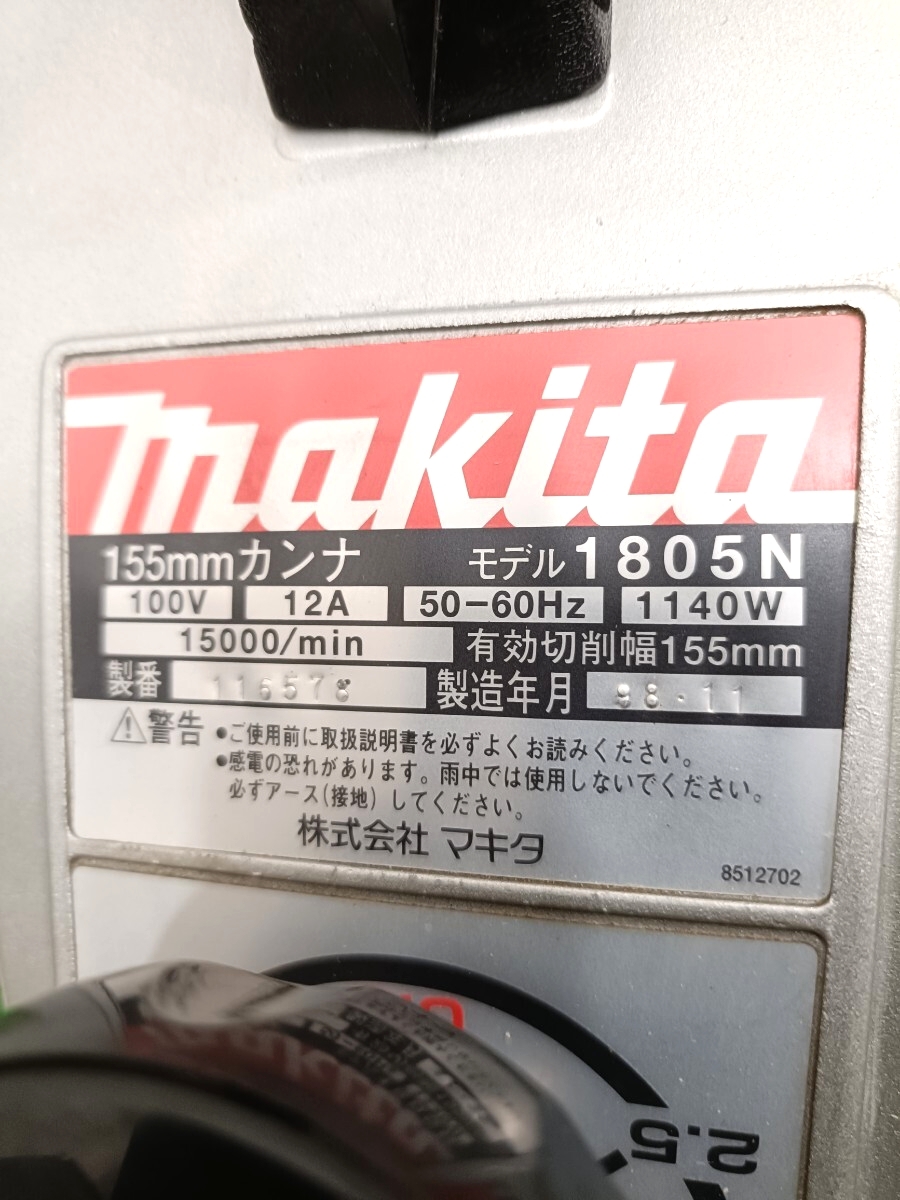 makita
155mmカンナ モデル1805N
100V 12A 50-60Hz 1140W
15000/min 有効切削幅155mm
製番 116578 製造年月 98・11
⚠警告 ●ご使用前に取扱説明書を必ずよくお読みください。
●感電の恐れがあります。雨中では使用しないでください。
必ずアース(接地)してください。
株式会社 マキタ
8512702
2.5